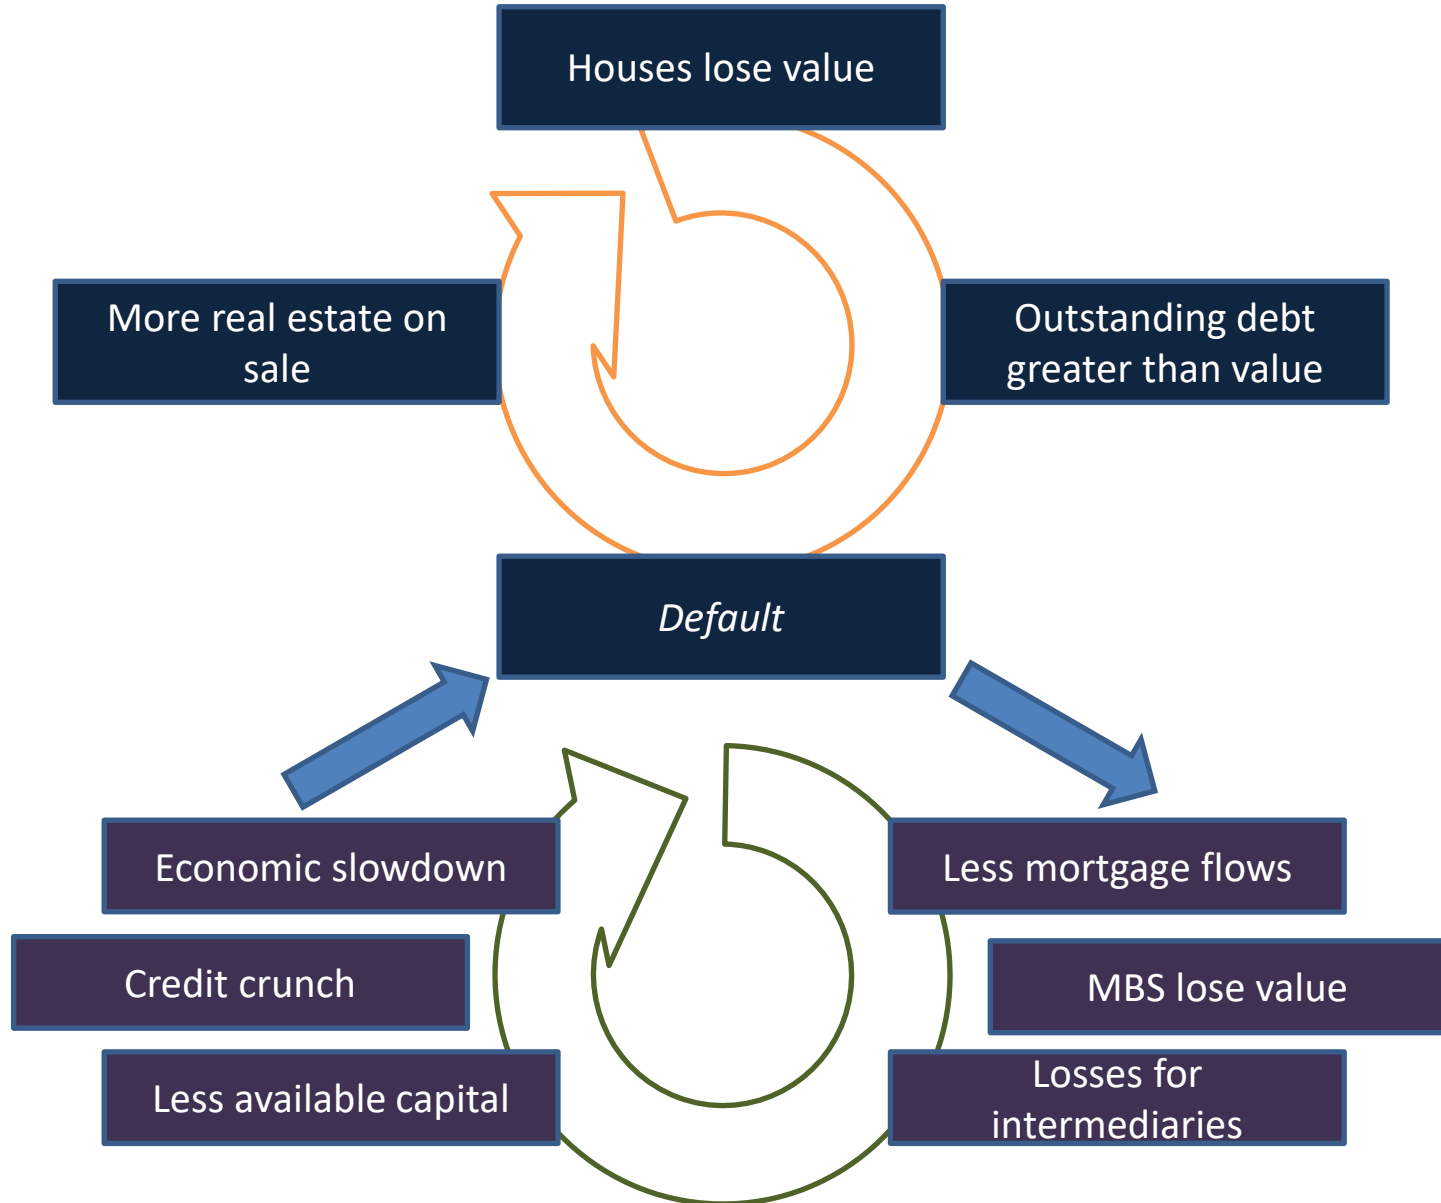 Houses lose value
More real estate on
sale
Outstanding debt
greater than value
Default
Economic slowdown
Less mortgage flows
Credit crunch
MBS lose value
Less available capital
Losses for
intermediaries